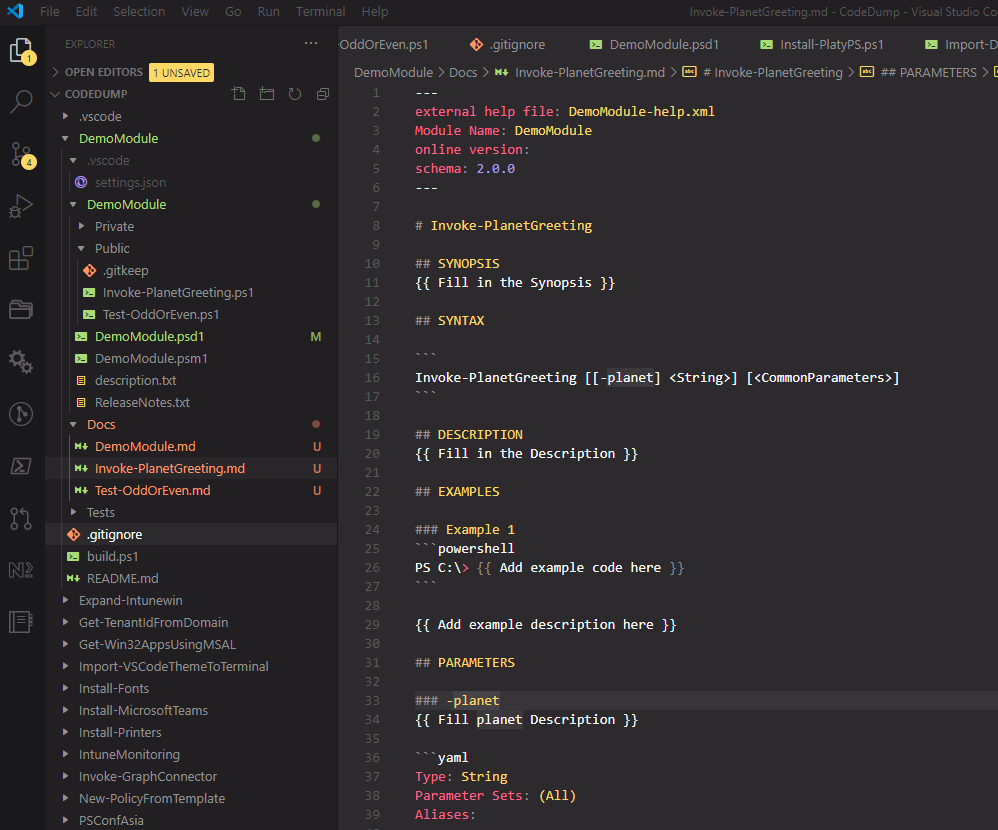 File Edit Selection View Go Run Terminal Help Invoke-PlanetGreeting.md - CodeDump - Visual Studio Co
EXPLORER ...
OPEN EDITORS 1 UNSAVED
CODEDUMP
.vscode
DemoModule
.vscode
settings.json
DemoModule
Private
Public
.gitkeep
Invoke-PlanetGreeting.ps1
Test-OddOrEven.ps1
DemoModule.psd1 M
DemoModule.psm1
description.txt
ReleaseNotes.txt
Docs
DemoModule.md U
Invoke-PlanetGreeting.md U
Test-OddOrEven.md U
Tests
.gitignore
build.ps1
README.md
Expand-Intunewin
Get-TenantIdFromDomain
Get-Win32AppsUsingMSAL
Import-VSCodeThemeToTerminal
Install-Fonts
Install-MicrosoftTeams
Install-Printers
IntuneMonitoring
Invoke-GraphConnector
New-PolicyFromTemplate
PSConfAsia
1
4
OddOrEven.ps1 .gitignore DemoModule.psd1 Install-PlatyPS.ps1 Import-D
DemoModule > Docs > Invoke-PlanetGreeting.md > # Invoke-PlanetGreeting > ## PARAMETERS >
1 ---
2 external help file: DemoModule-help.xml
3 Module Name: DemoModule
4 online version:
5 schema: 2.0.0
6 ---
7
8 # Invoke-PlanetGreeting
9
10 ## SYNOPSIS
11 {{ Fill in the Synopsis }}
12
13 ## SYNTAX
14
15 ```
16 Invoke-PlanetGreeting [[-planet] <String>] [<CommonParameters>]
17 ```
18
19 ## DESCRIPTION
20 {{ Fill in the Description }}
21
22 ## EXAMPLES
23
24 ### Example 1
25 ```powershell
26 PS C:\> {{ Add example code here }}
27 ```
28
29 {{ Add example description here }}
30
31 ## PARAMETERS
32
33 ### -planet
34 {{ Fill planet Description }}
35
36 ```yaml
37 Type: String
38 Parameter Sets: (All)
39 Aliases: